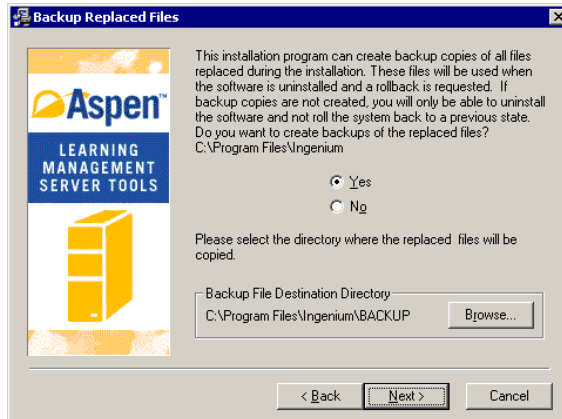 Backup Replaced Files
Aspen™
LEARNING
MANAGEMENT
SERVER TOOLS
This installation program can create backup copies of all files
replaced during the installation. These files will be used when
the software is uninstalled and a rollback is requested. If
backup copies are not created, you will only be able to uninstall
the software and not roll the system back to a previous state.
Do you want to create backups of the replaced files?
C:\Program Files\Ingenium
Yes
No
Please select the directory where the replaced files will be
copied.
Backup File Destination Directory
C:\Program Files\Ingenium\BACKUP
Browse...
< Back
Next >
Cancel